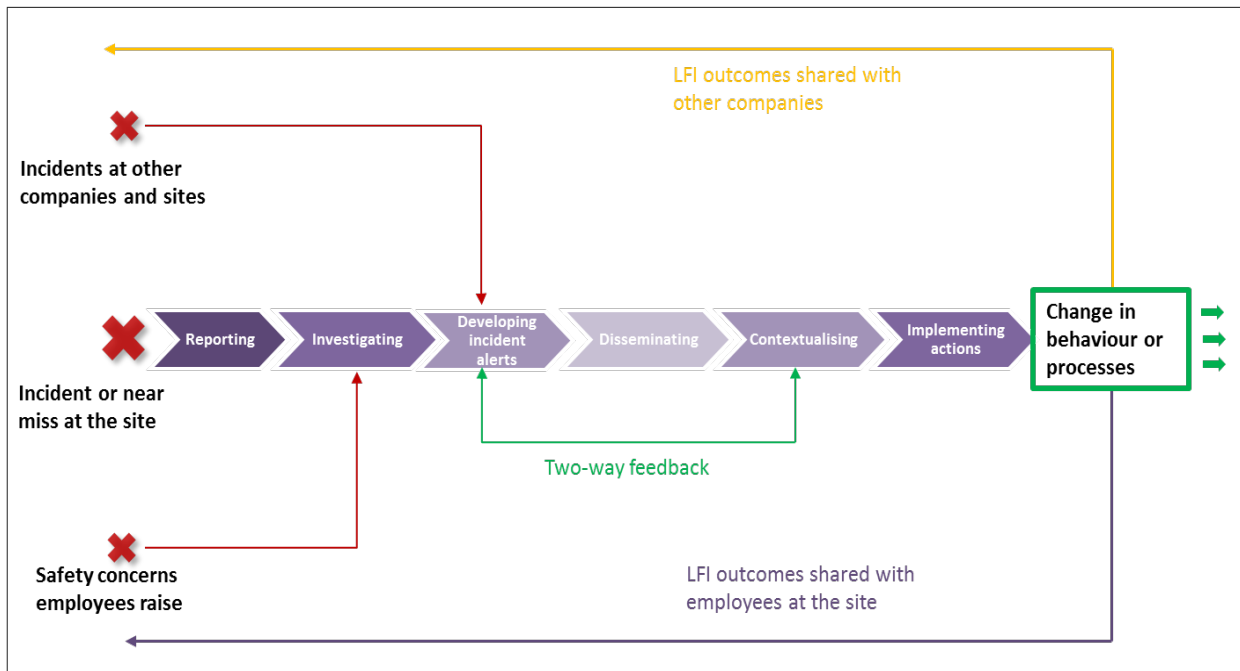 LFI outcomes shared with
other companies
Incidents at other
companies and sites
Reporting
Investigating
Developing
incident
alerts
Disseminating
Contextualising
Implementing
actions
Change in
behaviour or
processes
Incident or near
miss at the site
Two-way feedback
Safety concerns
employees raise
LFI outcomes shared with
employees at the site